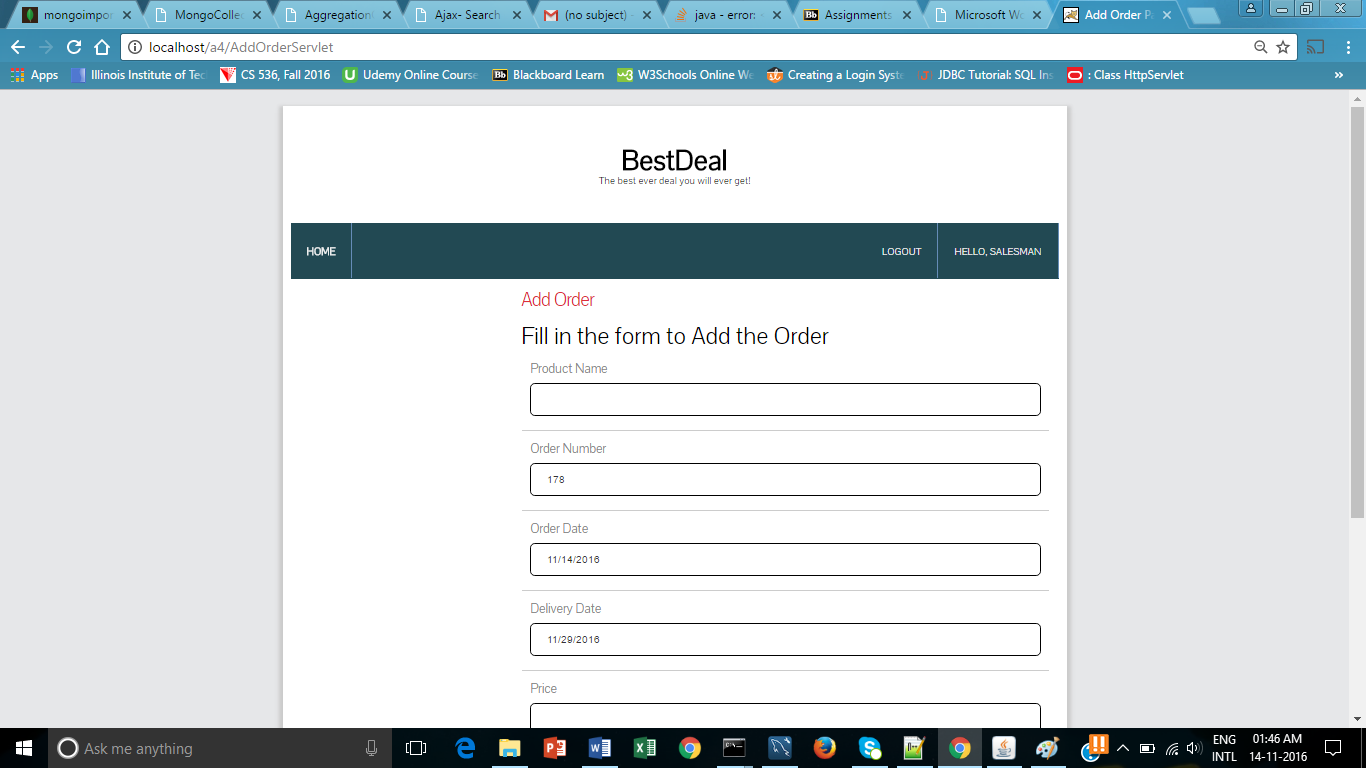 mongoimpor
MongoCollec
Aggregation
Ajax- Search
(no subject) -
java - error:
Assignments
Microsoft Wo
Add Order Pa
localhost/a4/AddOrderServlet
Apps
Illinois Institute of Tec
CS 536, Fall 2016
Udemy Online Course
Blackboard Learn
W3Schools Online We
Creating a Login Syste
JDBC Tutorial: SQL Ins
: Class HttpServlet
»
BestDeal
The best ever deal you will ever get!
HOME
LOGOUT
HELLO, SALESMAN
Add Order
Fill in the form to Add the Order
Product Name
Order Number
178
Order Date
11/14/2016
Delivery Date
11/29/2016
Price
Ask me anything
ENG
INTL
01:46 AM
14-11-2016